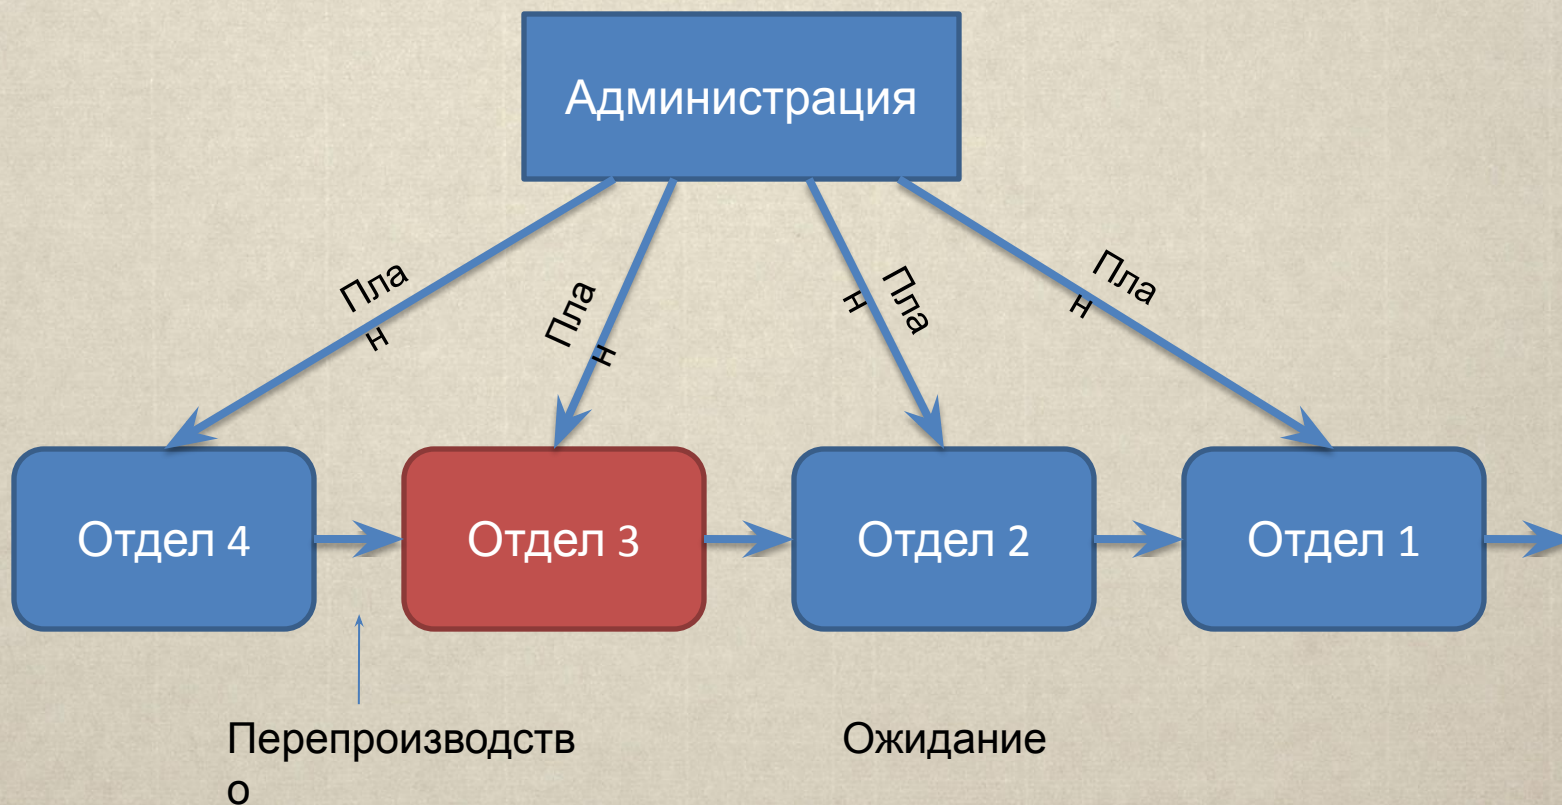 Администрация
Пла
н
Пла
н
Пла
н
Пла
н
Отдел 4
Отдел 3
Отдел 2
Отдел 1
Перепроизводств
о
Ожидание